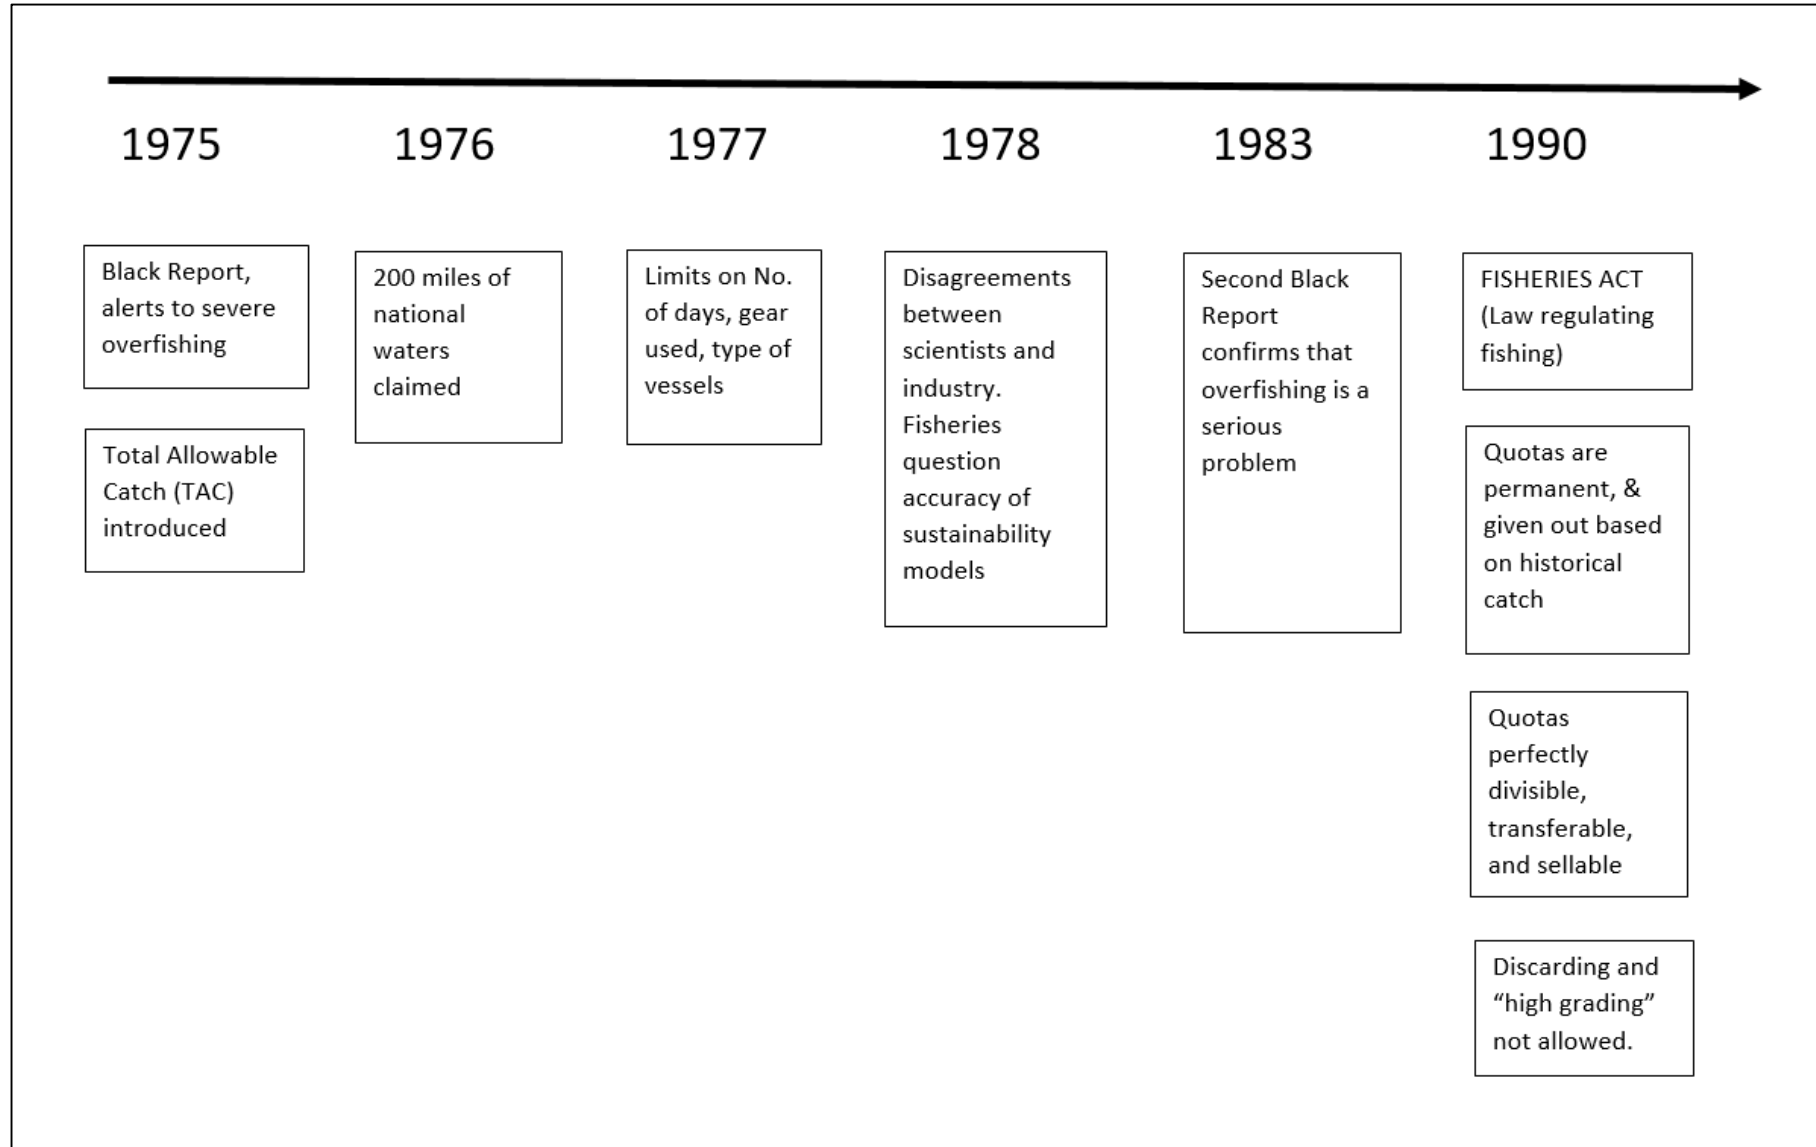 1975
1976
1977
1978
1983
1990
Black Report,
alerts to severe
overfishing
Total Allowable
Catch (TAC)
introduced
200 miles of
national
waters
claimed
Limits on No.
of days, gear
used, type of
vessels
Disagreements
between
scientists and
industry.
Fisheries
question
accuracy of
sustainability
models
Second Black
Report
confirms that
overfishing is a
serious
problem
FISHERIES ACT
(Law regulating
fishing)
Quotas are
permanent, &
given out based
on historical
catch
Quotas
perfectly
divisible,
transferable,
and sellable
Discarding and
“high grading”
not allowed.